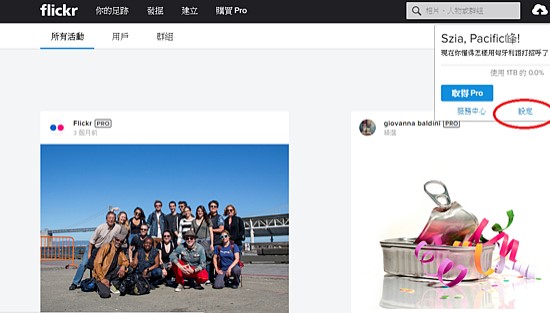 flickr 你的足跡 發掘 建立 購買 Pro 相片、人物或群組
所有活動 用戶 群組
Szia, Pacific峰!
現在你懂得怎樣用匈牙利語打招呼了
使用 1TB 的 0.0%
取得 Pro
服務中心 設定
Flickr PRO
3 個月前
giovanna baldini PRO